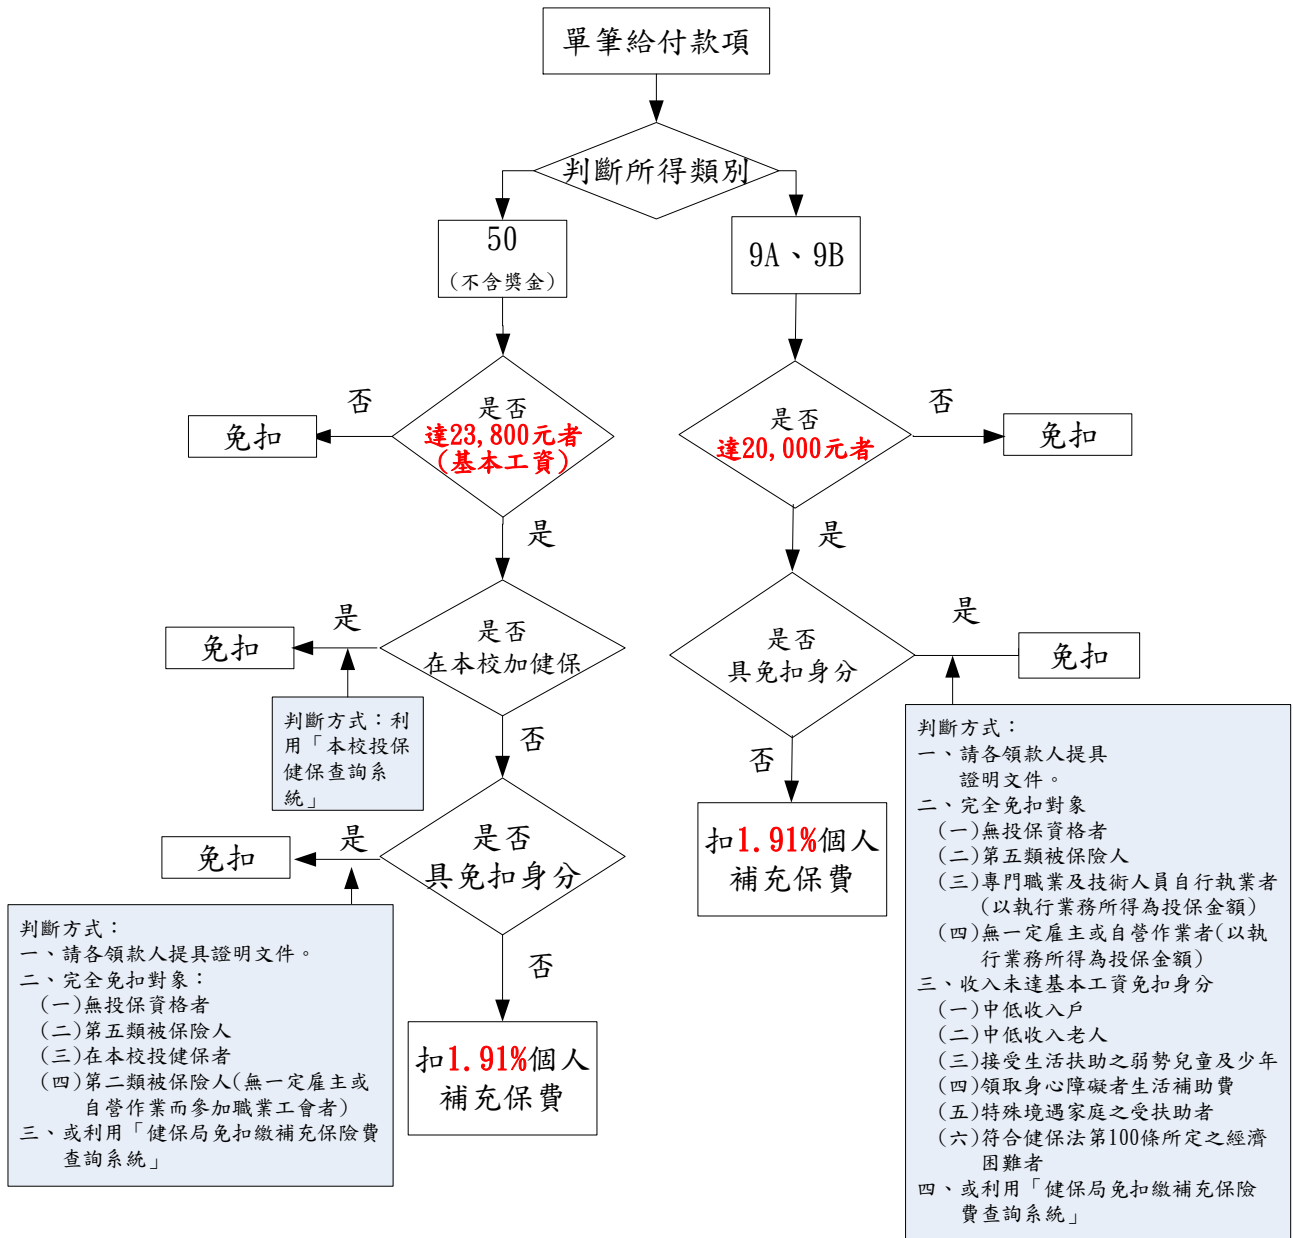 單筆給付款項
判斷所得類別
50
(不含獎金)
9A、9B
是否
達23,800元者
(基本工資)
否
免扣
是
是否
達20,000元者
否
免扣
是
是否
在本校加健保
是
免扣
判斷方式：利
用「本校投保
健保查詢系
統」
否
是否
具免扣身分
是
免扣
否
扣1.91%個人
補充保費
判斷方式：
一、請各領款人提具
證明文件。
二、完全免扣對象
(一)無投保資格者
(二)第五類被保險人
(三)專門職業及技術人員自行執業者
(以執行業務所得為投保金額)
(四)無一定雇主或自營作業者(以執
行業務所得為投保金額)
三、收入未達基本工資免扣身分
(一)中低收入戶
(二)中低收入老人
(三)接受生活扶助之弱勢兒童及少年
(四)領取身心障礙者生活補助費
(五)特殊境遇家庭之受扶助者
(六)符合健保法第100條所定之經濟
困難者
四、或利用「健保局免扣繳補充保險
費查詢系統」
是否
具免扣身分
是
免扣
判斷方式：
一、請各領款人提具證明文件。
二、完全免扣對象：
(一)無投保資格者
(二)第五類被保險人
(三)在本校投健保者
(四)第二類被保險人(無一定雇主或
自營作業而參加職業工會者)
三、或利用「健保局免扣繳補充保險費
查詢系統」
否
扣1.91%個人
補充保費